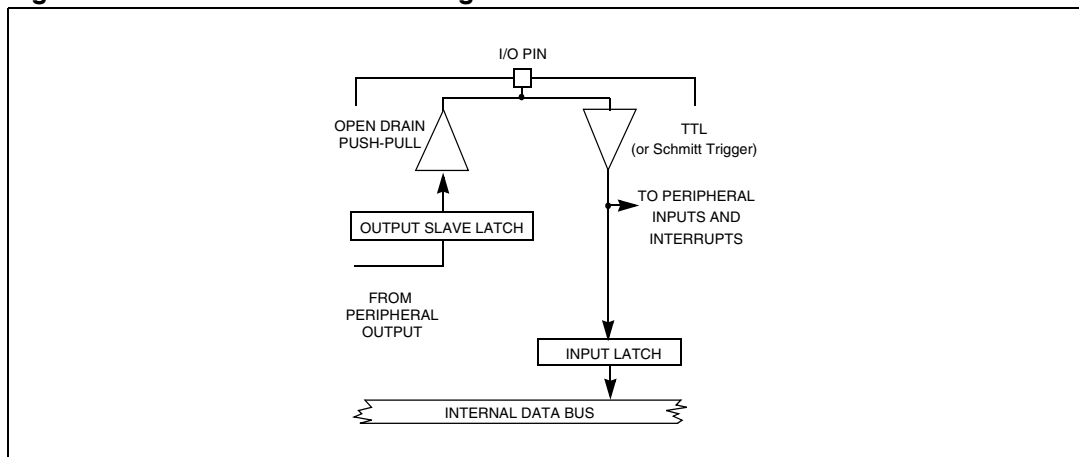 I/O PIN
OPEN DRAIN
PUSH-PULL
TTL
(or Schmitt Trigger)
TO PERIPHERAL
INPUTS AND
INTERRUPTS
OUTPUT SLAVE LATCH
FROM
PERIPHERAL
OUTPUT
INPUT LATCH
INTERNAL DATA BUS